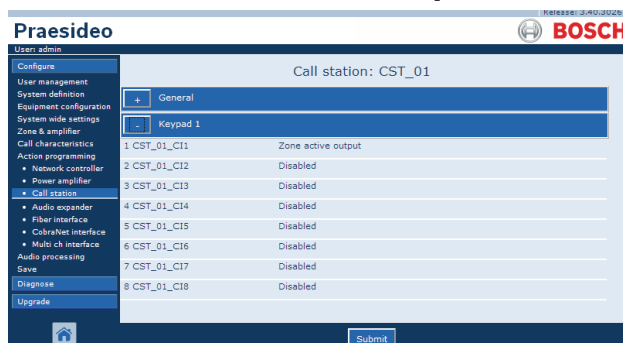 Release: 3.40.3026
Praesideo
BOSCH
User: admin
Configure
User management
System definition
Equipment configuration
System wide settings
Zone & amplifier
Call characteristics
Action programming
• Network controller
• Power amplifier
• Call station
• Audio expander
• Fiber interface
• CobraNet interface
• Multi ch interface
Audio processing
Save
Diagnose
Upgrade
Call station: CST_01
+ General
- Keypad 1
1 CST_01_CI1 Zone active output
2 CST_01_CI2 Disabled
3 CST_01_CI3 Disabled
4 CST_01_CI4 Disabled
5 CST_01_CI5 Disabled
6 CST_01_CI6 Disabled
7 CST_01_CI7 Disabled
8 CST_01_CI8 Disabled
Submit